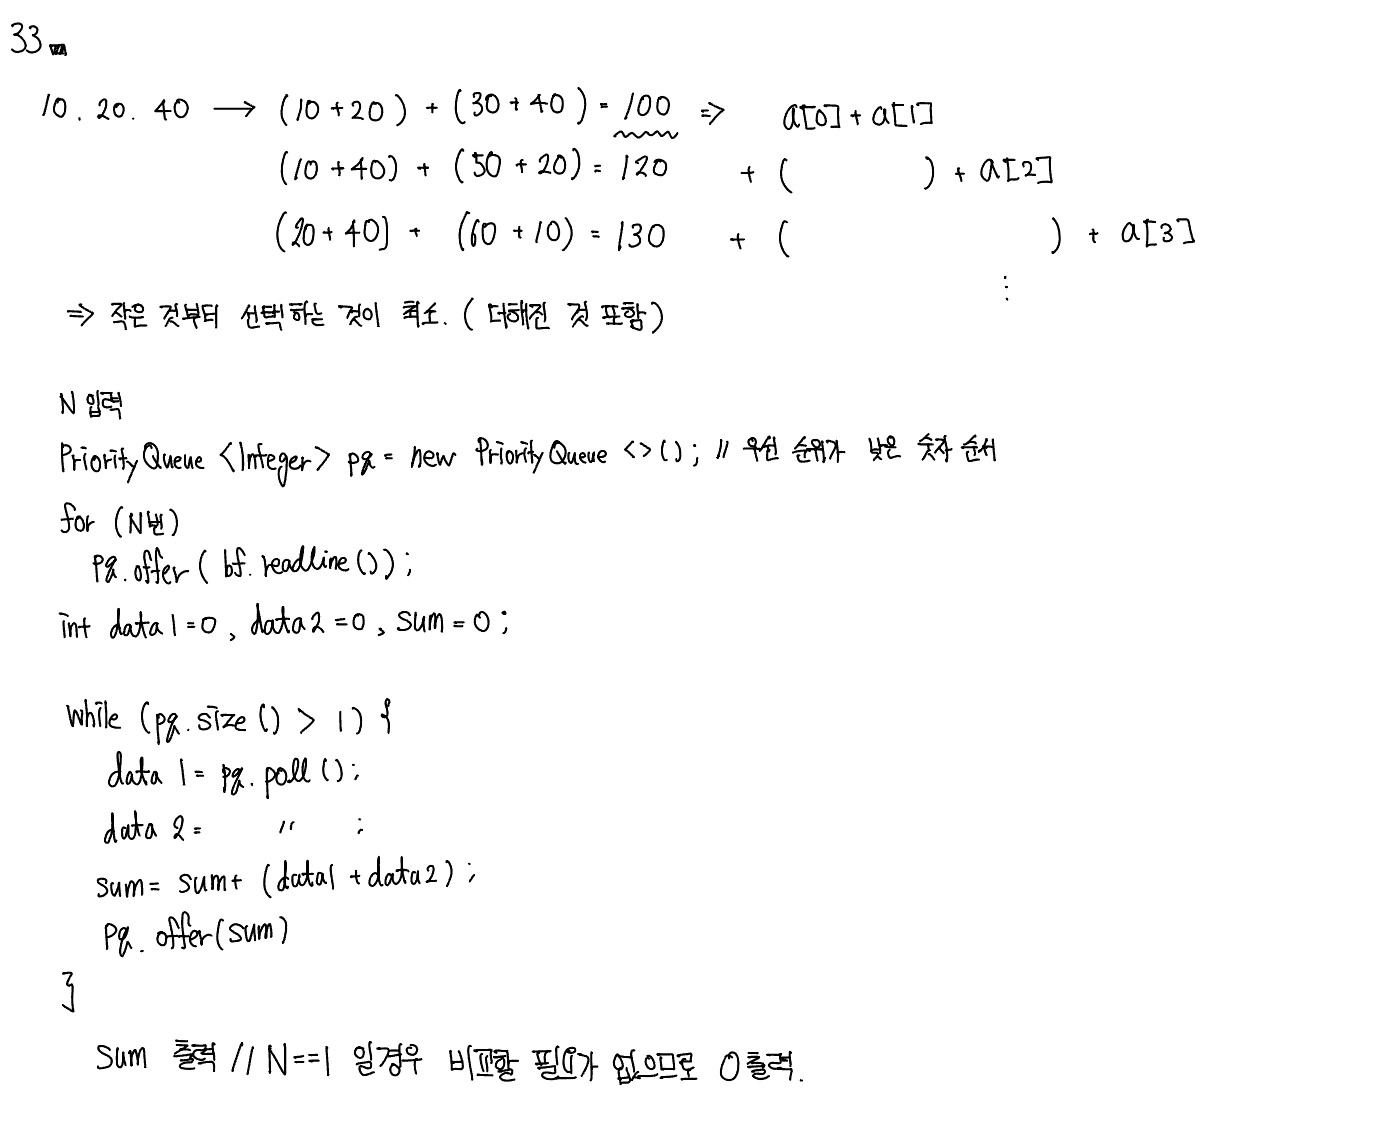 33
10. 20. 40 → (10+20) + (30+40) = 100 ⇒ a[0]+a[1]
(10+40) + (50+20) = 120 + ( ) + a[2]
(20+40] + (60+10) = 130 + ( ) + a[3]
⋮
⇒ 작은 것부터 선택하는 것이 최소. ( 더해진 것 포함 )
N 입력
PriorityQueue <Integer> pq = new PriorityQueue <>(); // 우선 순위가 낮은 숫자 순서
for (N번)
pq.offer( bf.readline());
int data1=0, data2=0, sum=0;
while (pq.size() > 1) {
data1= pq.poll();
data2= " ;
sum= sum+ (data1+data2);
pq.offer(sum)
}
sum 출력 // N==1 일경우 비교할 필요가 없으므로 0출력.